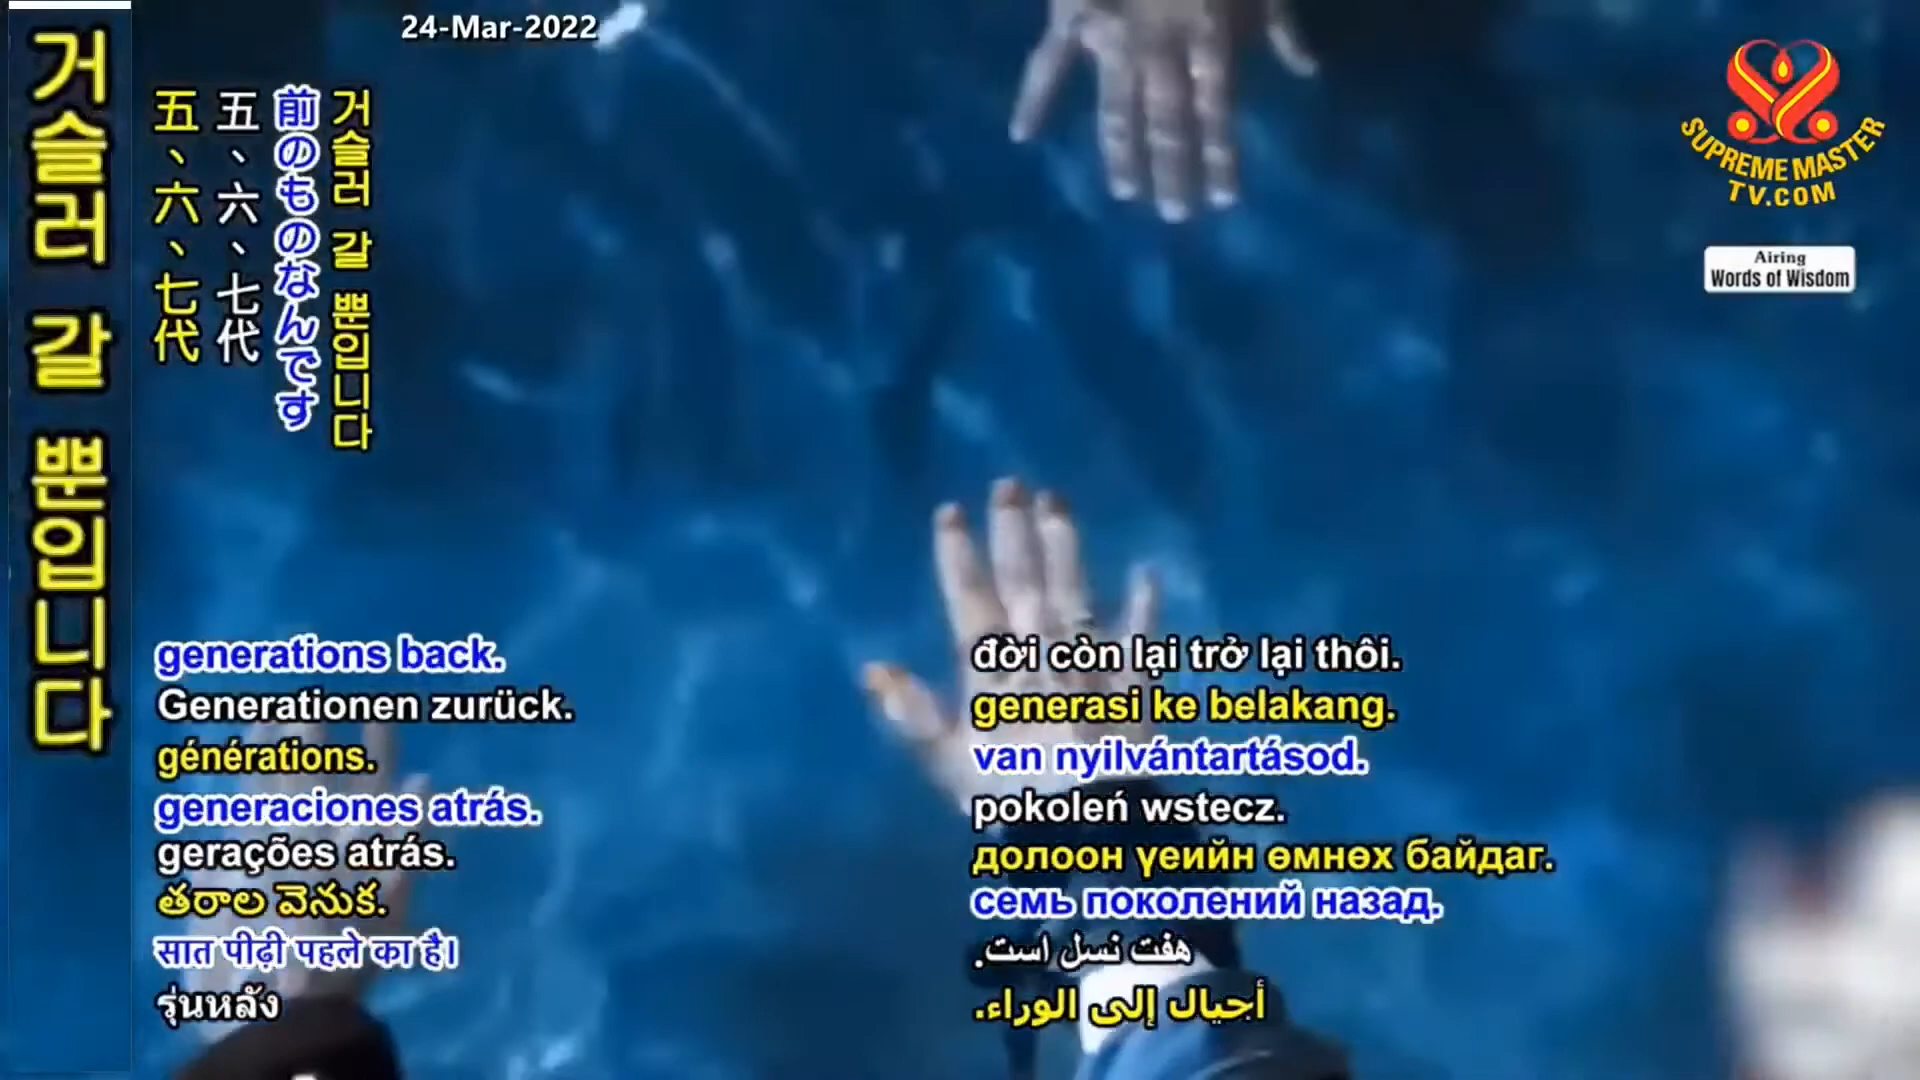 거슬러 갈 뿐입니다
24-Mar-2022
五、六、七代
五、六、七代
前のものなんです
거슬러 갈 뿐입니다
SUPREME MASTER
TV.COM
Airing
Words of Wisdom
generations back.
Generationen zurück.
générations.
generaciones atrás.
gerações atrás.
తరాల వెనుక.
सात पीढ़ी पहले का है।
รุ่นหลัง
đời còn lại trở lại thôi.
generasi ke belakang.
van nyilvántartásod.
pokoleń wstecz.
долоон үеийн өмнөх байдаг.
семь поколений назад.
هفت نسل است.
أجيال إلى الوراء.